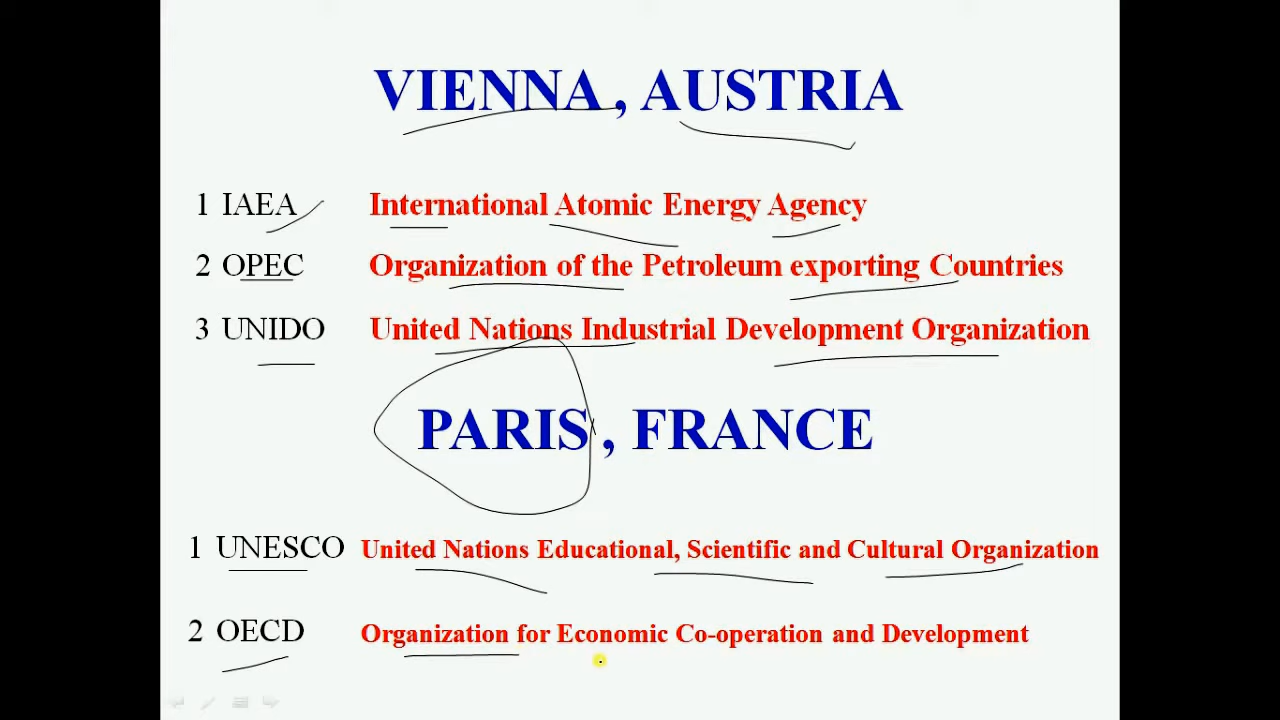 VIENNA, AUSTRIA
1 IAEA International Atomic Energy Agency
2 OPEC Organization of the Petroleum exporting Countries
3 UNIDO United Nations Industrial Development Organization
PARIS, FRANCE
1 UNESCO United Nations Educational, Scientific and Cultural Organization
2 OECD Organization for Economic Co-operation and Development